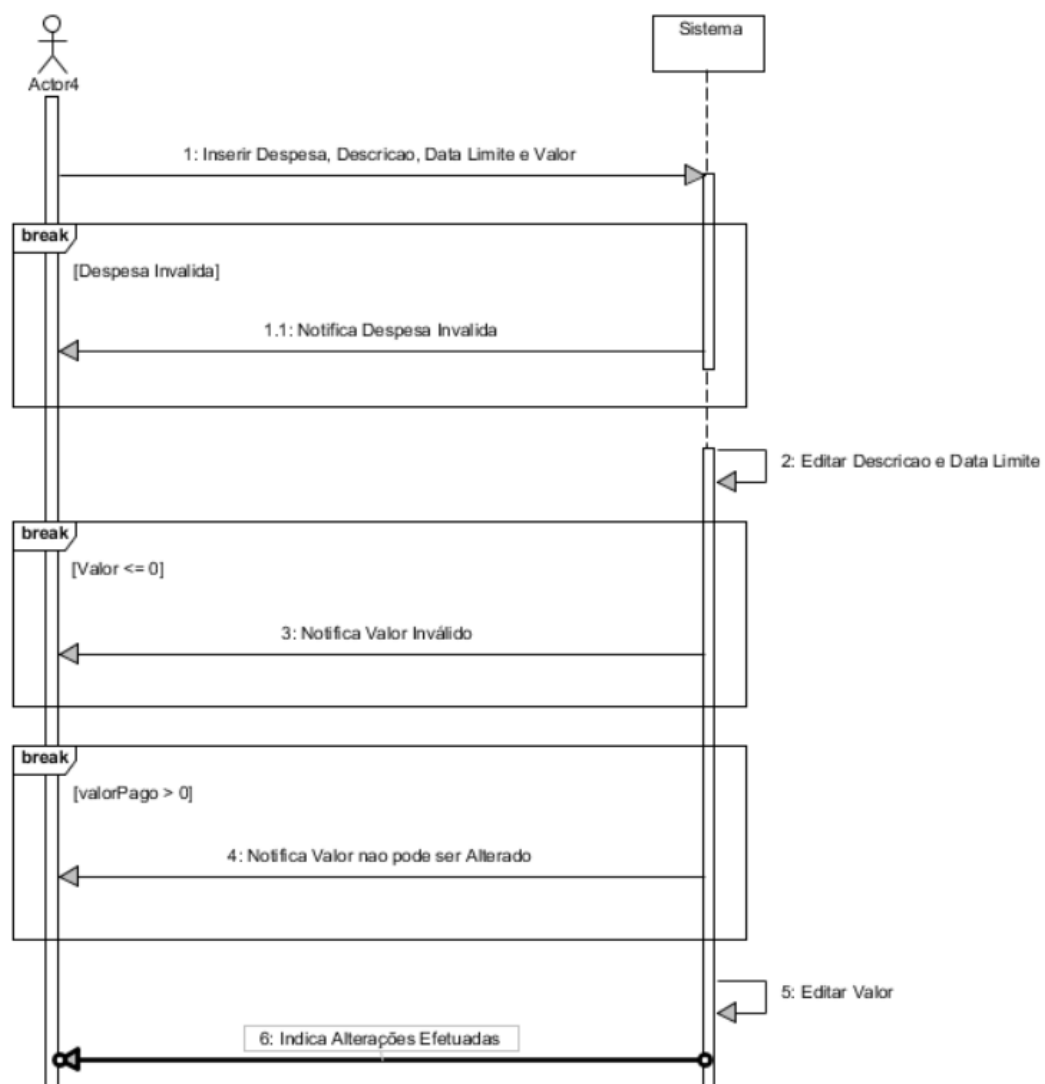 Sistema
Actor4
1: Inserir Despesa, Descricao, Data Limite e Valor
break
[Despesa Invalida]
1.1: Notifica Despesa Invalida
2: Editar Descricao e Data Limite
break
[Valor <= 0]
3: Notifica Valor Inválido
break
[valorPago > 0]
4: Notifica Valor nao pode ser Alterado
5: Editar Valor
6: Indica Alterações Efetuadas